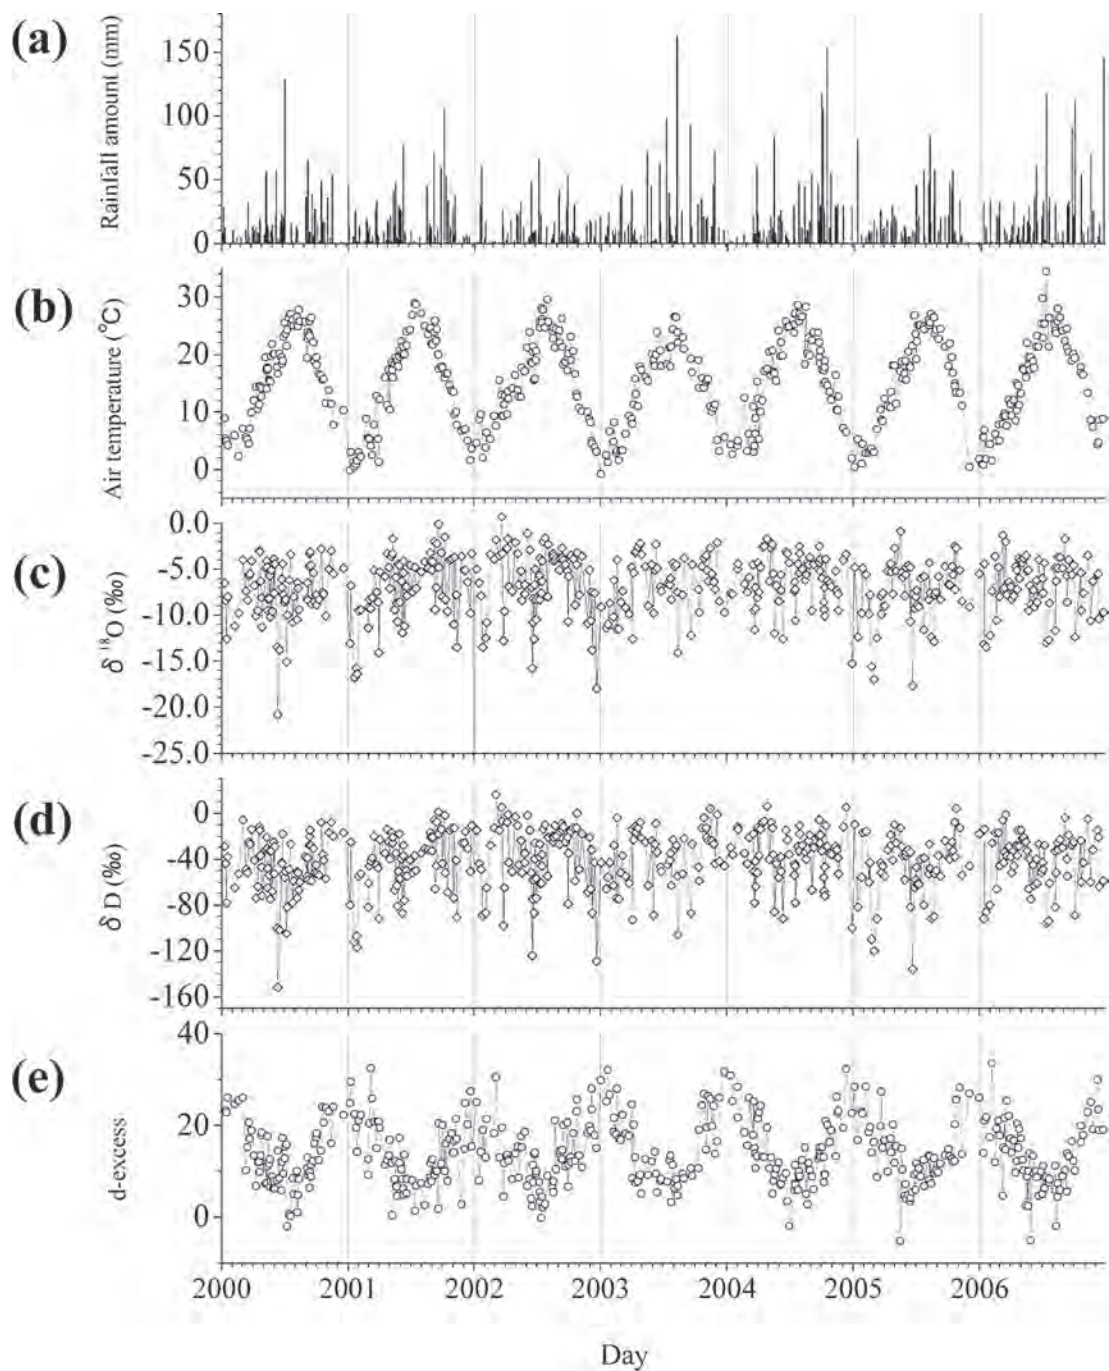 (a)
Rainfall amount (mm)
150
100
50
0
(b)
Air temperature (°C)
30
20
10
0
(c)
δ ¹⁸O (‰)
0.0
-5.0
-10.0
-15.0
-20.0
-25.0
(d)
δ D (‰)
0
-40
-80
-120
-160
(e)
d-excess
40
20
0
2000 2001 2002 2003 2004 2005 2006
Day